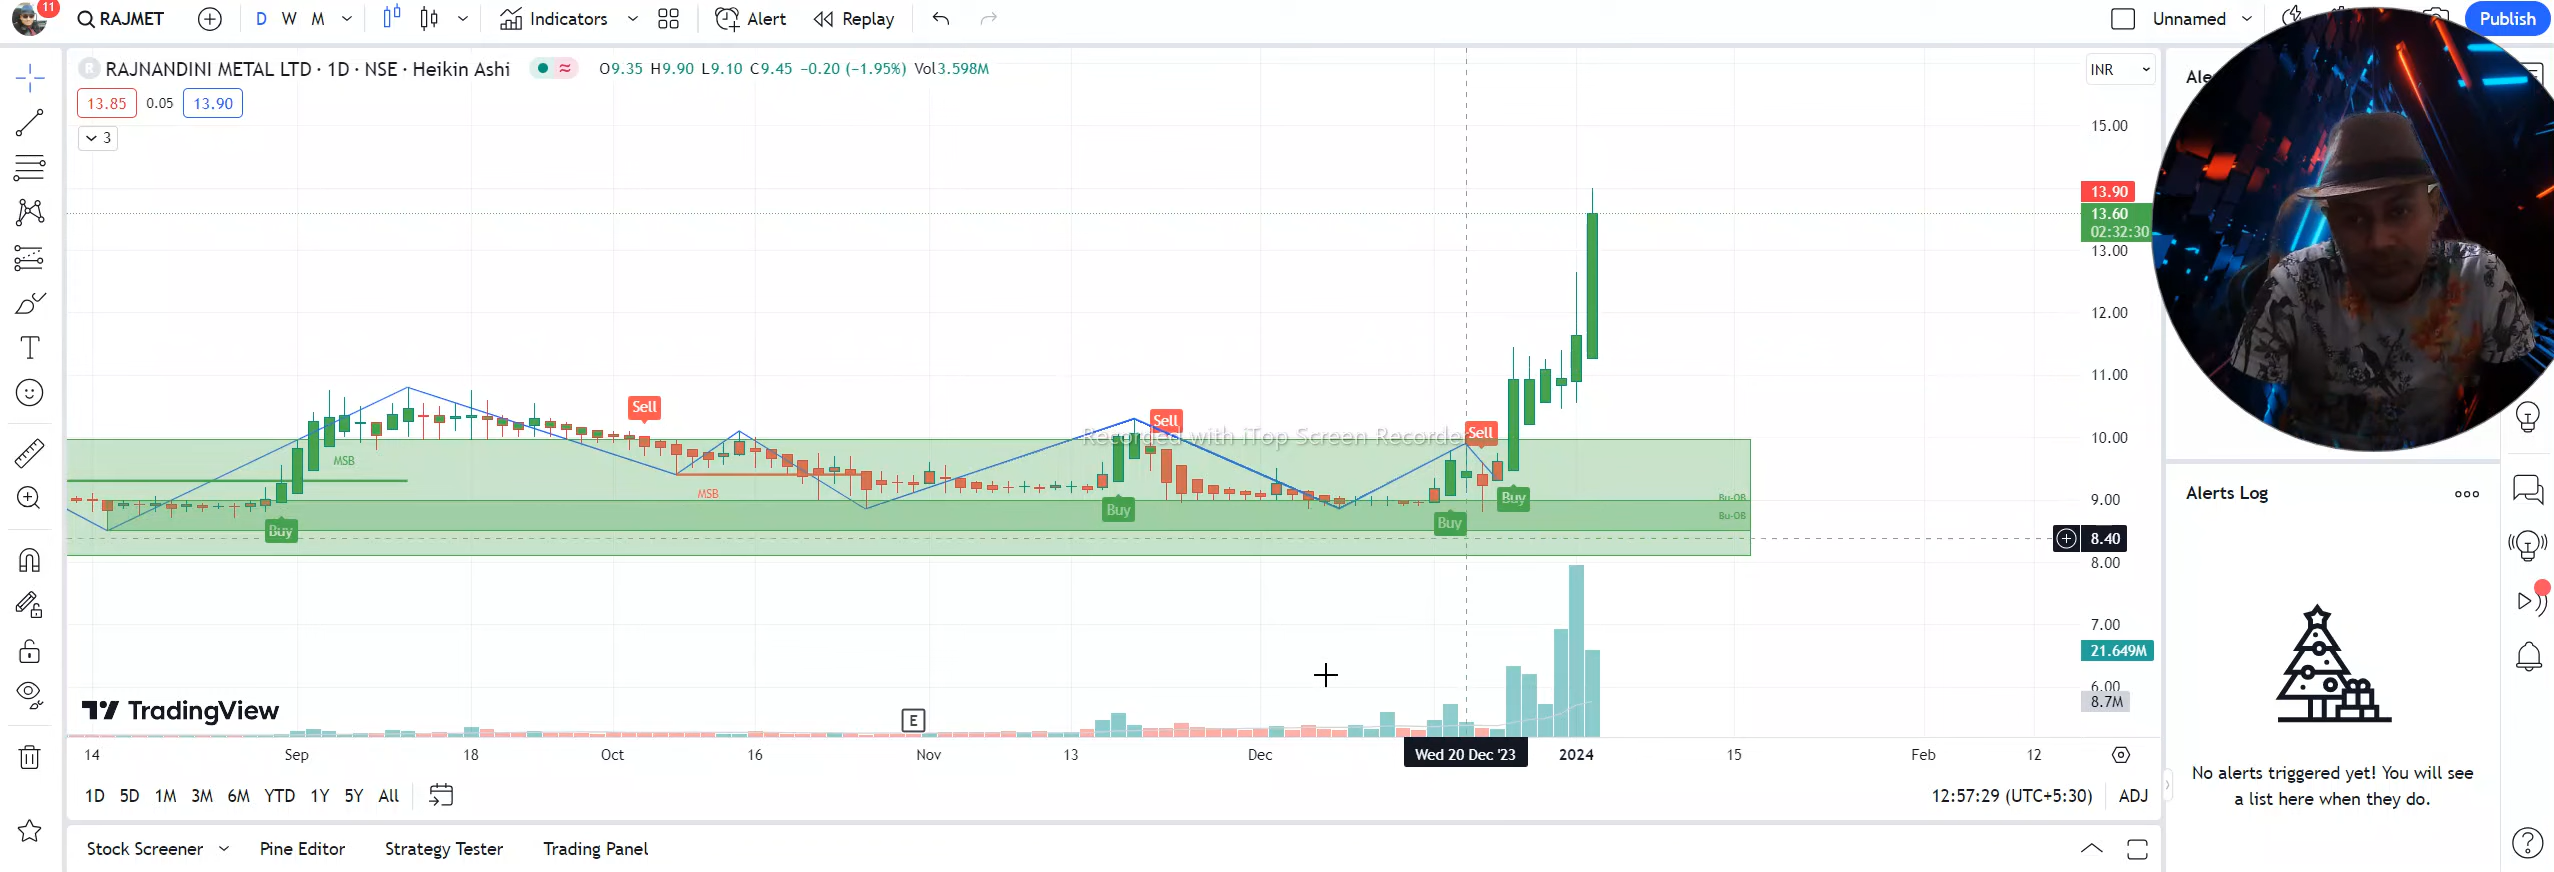 11
RAJMET
D W M
Indicators
Alert
Replay
Unnamed
Publish
R RAJNANDINI METAL LTD · 1D · NSE · Heikin Ashi
O9.35 H9.90 L9.10 C9.45 −0.20 (−1.95%) Vol3.598M
INR
Ale
13.85 0.05 13.90
3
15.00
13.90
13.60
02:32:30
13.00
12.00
11.00
Sell
Sell
Recorded with iTop Screen Recorder
Sell
10.00
MSB
MSB
Buy
Buy
Buy
Buy
Bu-OB
Bu-OB
9.00
8.40
8.00
7.00
21.649M
6.00
8.7M
Alerts Log
No alerts triggered yet! You will see
a list here when they do.
TradingView
E
14 Sep 18 Oct 16 Nov 13 Dec Wed 20 Dec '23 2024 15 Feb 12
1D 5D 1M 3M 6M YTD 1Y 5Y All
12:57:29 (UTC+5:30) ADJ
Stock Screener Pine Editor Strategy Tester Trading Panel